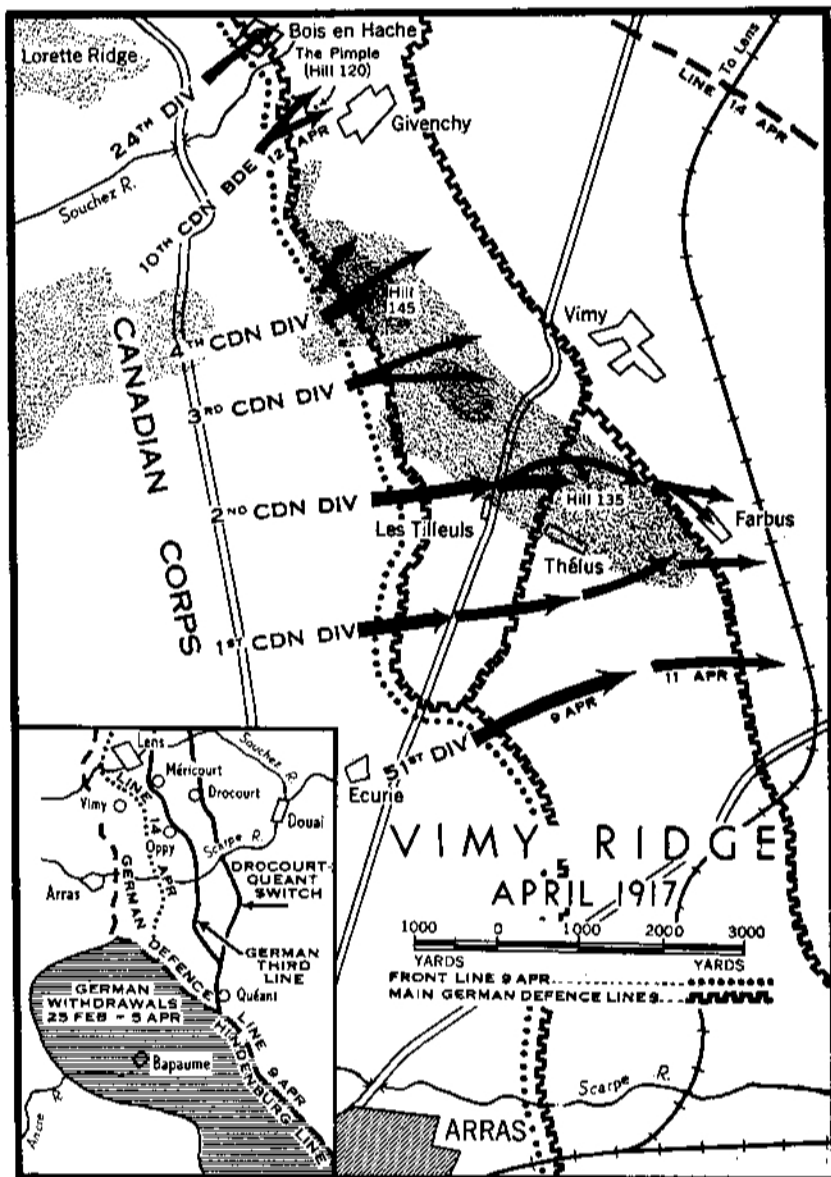 Bois en Hache
Lorette Ridge
The Pimple
(Hill 120)
To Lens
LINE 14 APR
24TH DIV
Givenchy
12 APR
10TH CDN BDE
Souchez R.
Hill
145
Vimy
CANADIAN CORPS
4TH CDN DIV
3RD CDN DIV
2ND CDN DIV
Hill 135
Les Tilleuls
Farbus
Thélus
1ST CDN DIV
11 APR
9 APR
51ST DIV
Ecurie
VIMY RIDGE
APRIL 1917
1000 0 1000 2000 3000
YARDS YARDS
FRONT LINE 9 APR
MAIN GERMAN DEFENCE LINES
Scarpe R.
ARRAS
Lens
Souchez R.
Méricourt
Drocourt
Vimy
LINE 14 APR
Douai
Oppy
Scarpe R.
GERMAN DEFENCE LINE 9 APR
DROCOURT-
QUEANT
SWITCH
Arras
GERMAN
THIRD
LINE
Quéant
GERMAN
WITHDRAWALS
25 FEB - 5 APR
HINDENBURG LINE
Bapaume
Ancre R.